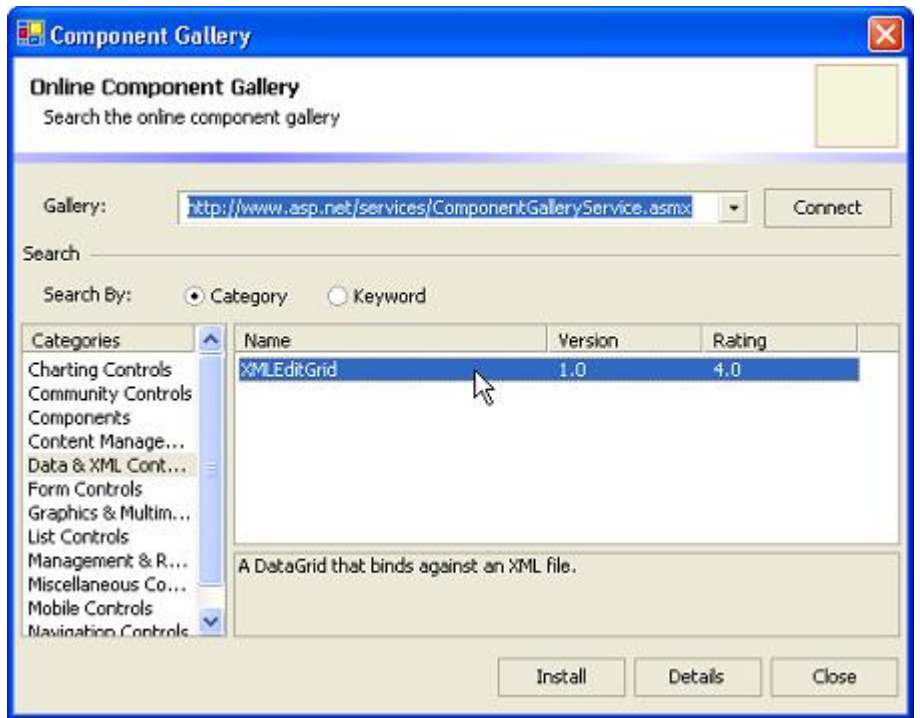 Component Gallery
Online Component Gallery
Search the online component gallery
Gallery: http://www.asp.net/services/ComponentGalleryService.asmx Connect
Search
Search By: Category Keyword
Categories Name Version Rating
Charting Controls XMLEditGrid 1.0 4.0
Community Controls
Components
Content Manage...
Data & XML Cont...
Form Controls
Graphics & Multim...
List Controls
Management & R...
Miscellaneous Co...
Mobile Controls
Navigation Controls
A DataGrid that binds against an XML file.
Install Details Close